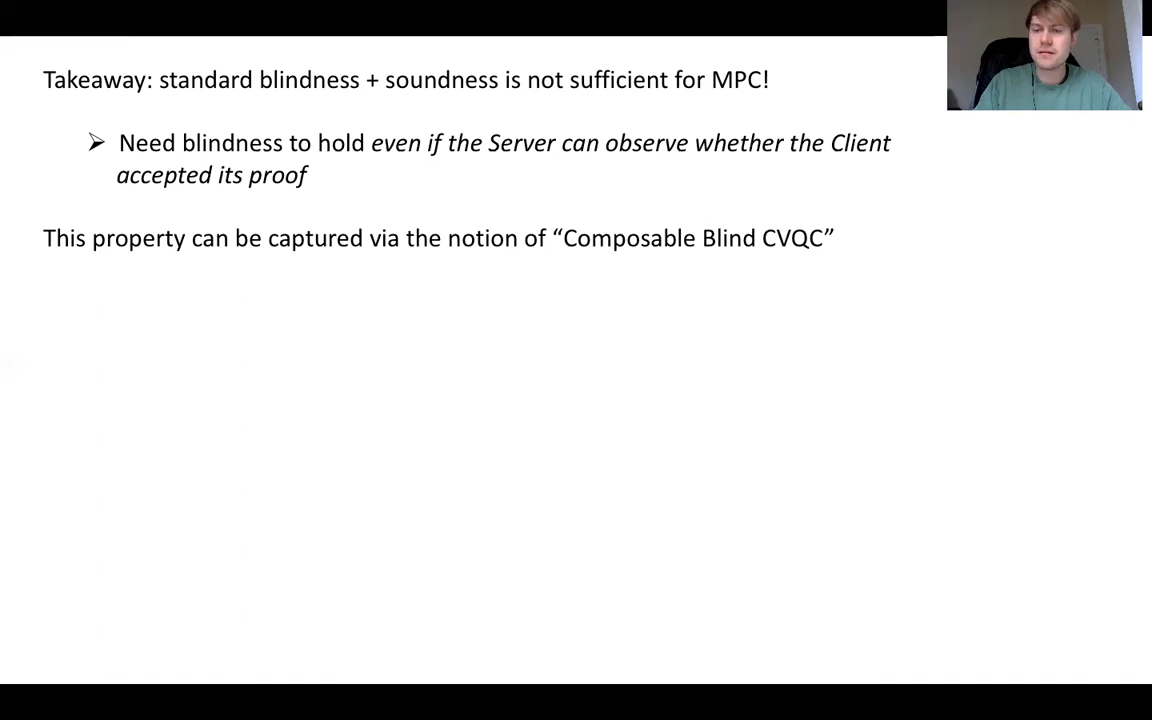 Takeaway: standard blindness + soundness is not sufficient for MPC!
➢ Need blindness to hold even if the Server can observe whether the Client
accepted its proof
This property can be captured via the notion of “Composable Blind CVQC”